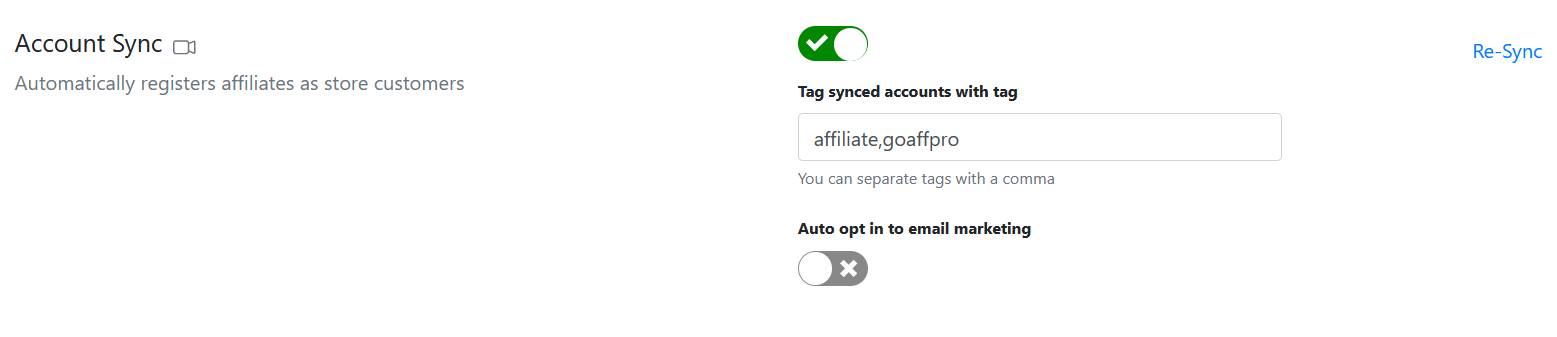 Account Sync
Automatically registers affiliates as store customers
Re-Sync
Tag synced accounts with tag
affiliate,goaffpro
You can separate tags with a comma
Auto opt in to email marketing